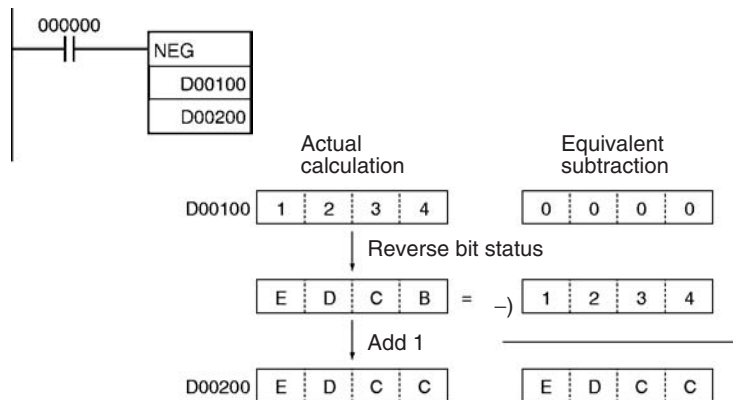 000000
NEG
D00100
D00200
Actual
calculation
Equivalent
subtraction
D00100 1 2 3 4 0 0 0 0
Reverse bit status
E D C B = –) 1 2 3 4
Add 1
D00200 E D C C E D C C